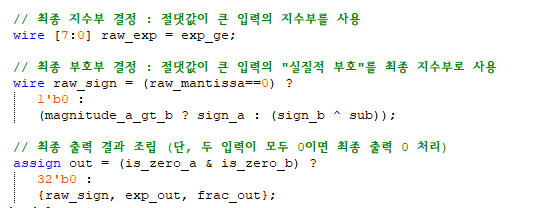 // 최종 지수부 결정 : 절댓값이 큰 입력의 지수부를 사용
wire [7:0] raw_exp = exp_ge;
// 최종 부호부 결정 : 절댓값이 큰 입력의 "실질적 부호"를 최종 지수부로 사용
wire raw_sign = (raw_mantissa==0) ?
1'b0 :
(magnitude_a_gt_b ? sign_a : (sign_b ^ sub));
// 최종 출력 결과 조립 (단, 두 입력이 모두 0이면 최종 출력 0 처리)
assign out = (is_zero_a & is_zero_b) ?
32'b0 :
{raw_sign, exp_out, frac_out};